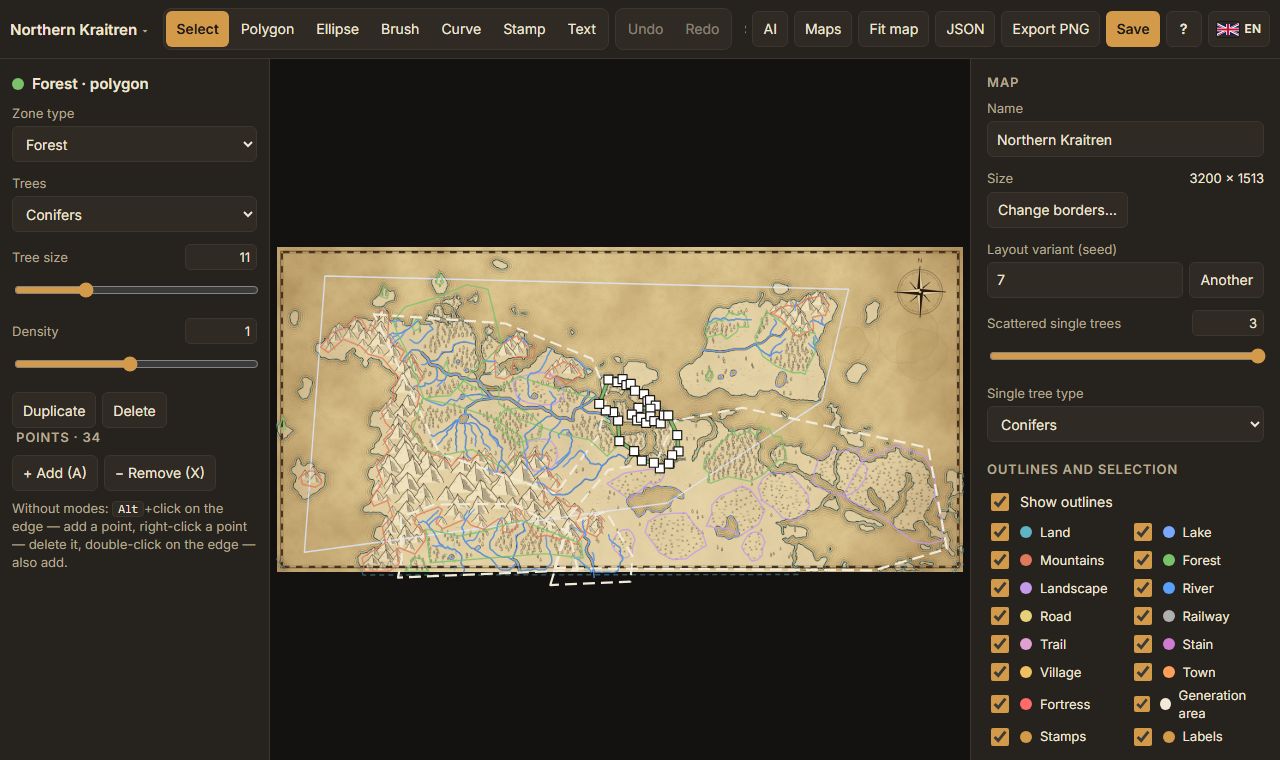 Northern Kraitren -
Select Polygon Ellipse Brush Curve Stamp Text Undo Redo AI Maps Fit map JSON Export PNG Save ? EN
Forest · polygon
Zone type
Forest
Trees
Conifers
Tree size 11
Density 1
Duplicate Delete
POINTS · 34
+ Add (A) − Remove (X)
Without modes: Alt +click on the
edge — add a point, right-click a point
— delete it, double-click on the edge —
also add.
N
MAP
Name
Northern Kraitren
Size 3200 × 1513
Change borders...
Layout variant (seed)
7 Another
Scattered single trees 3
Single tree type
Conifers
OUTLINES AND SELECTION
Show outlines
Land Lake
Mountains Forest
Landscape River
Road Railway
Trail Stain
Village Town
Fortress Generation
area
Stamps Labels